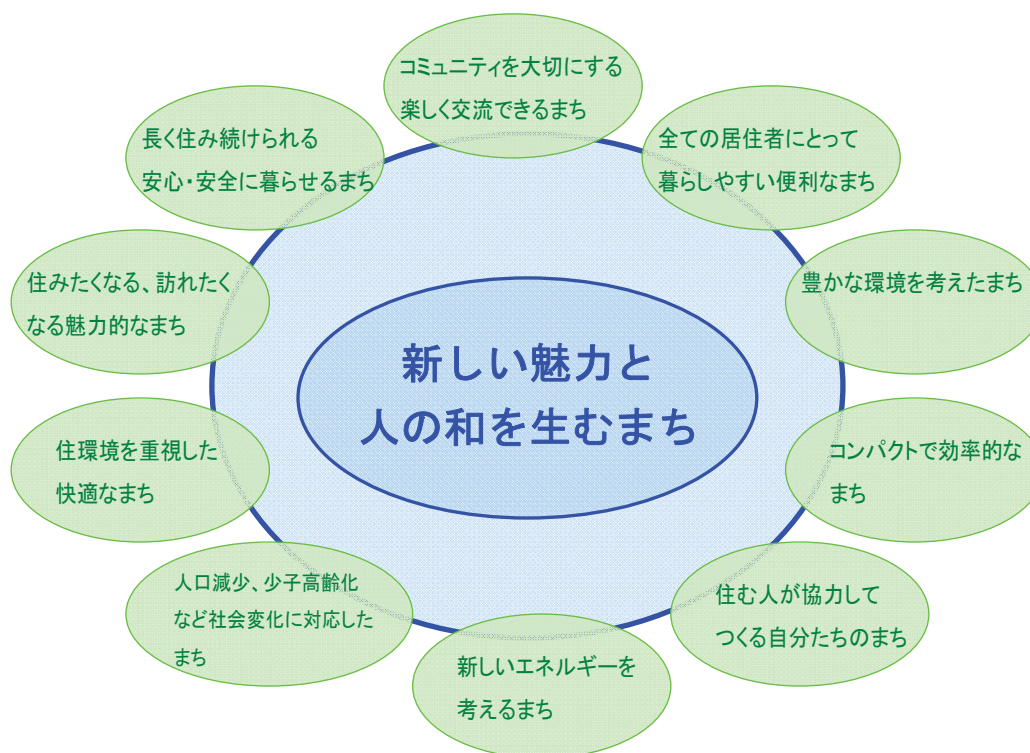 コミュニティを大切にする
楽しく交流できるまち
長く住み続けられる
安心・安全に暮らせるまち
全ての居住者にとって
暮らしやすい便利なまち
住みたくなる、訪れたく
なる魅力的なまち
豊かな環境を考えたまち
新しい魅力と
人の和を生むまち
住環境を重視した
快適なまち
コンパクトで効率的な
まち
人口減少、少子高齢化
など社会変化に対応した
まち
住む人が協力して
つくる自分たちのまち
新しいエネルギーを
考えるまち